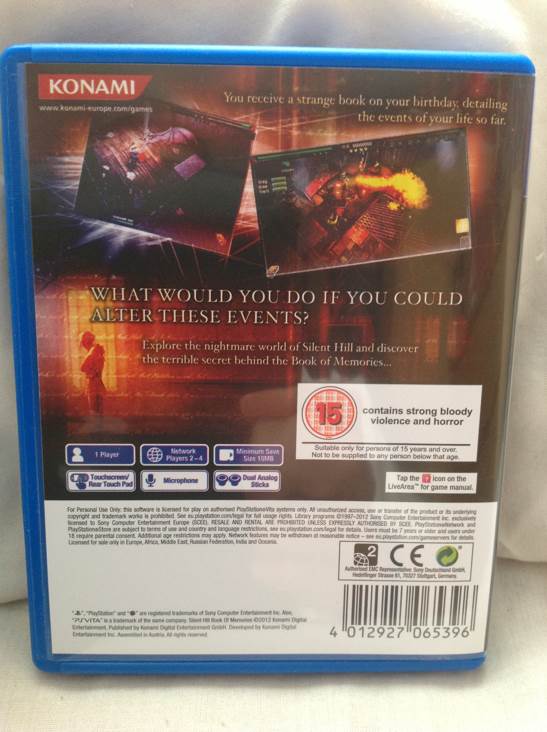 KONAMI
www.konami-europe.com/games
You receive a strange book on your birthday, detailing
the events of your life so far.
WHAT WOULD YOU DO IF YOU COULD
ALTER THESE EVENTS?
Explore the nightmare world of Silent Hill and discover
the terrible secret behind the Book of Memories...
15
contains strong bloody
violence and horror
Suitable only for persons of 15 years and over.
Not to be supplied to any person below that age.
1 Player
Network
Players 2-4
Minimum Save
Size 10MB
Touchscreen/
Rear Touch Pad
Microphone
Dual Analog
Sticks
Tap the icon on the
LiveArea™ for game manual.
For Personal Use Only: this software is licensed for play on authorised PlayStation®Vita systems only. All unauthorised access, use or transfer of the product or its underlying
copyright and trademark works is prohibited. See eu.playstation.com/legal for full usage rights. Library programs ©1997-2012 Sony Computer Entertainment Inc. exclusively
licensed to Sony Computer Entertainment Europe (SCEE). RESALE AND RENTAL ARE PROHIBITED UNLESS EXPRESSLY AUTHORISED BY SCEE. PlayStation®Network and
PlayStation®Store are subject to terms of use and country and language restrictions, see eu.playstation.com/legal for details. Users must be 7 years or older and users under
18 require parental consent. Additional age restrictions may apply. Network features may be withdrawn at reasonable notice – see eu.playstation.com/gameservers for details.
Licensed for sale only in Europe, Africa, Middle East, Russian Federation, India and Oceania.
2
CE
Authorised EMC Representative: Sony Deutschland GmbH,
Hedelfinger Strasse 61, 70327 Stuttgart, Germany.
"PlayStation" and are registered trademarks of Sony Computer Entertainment Inc. Also,
"PSVITA" is a trademark of the same company. Silent Hill Book Of Memories ©2012 Konami Digital
Entertainment. Published by Konami Digital Entertainment GmbH. Developed by Konami Digital
Entertainment Inc. Assembled in Austria. All rights reserved.
4 012927 065396